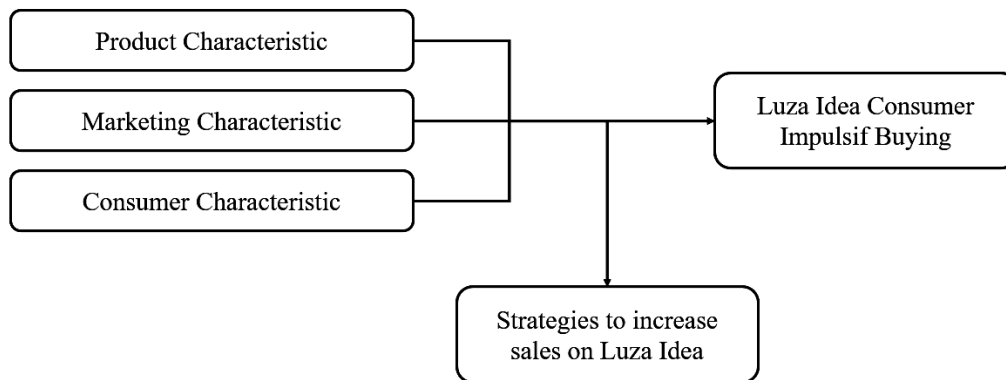 Product Characteristic
Marketing Characteristic
Consumer Characteristic
Luza Idea Consumer
Impulsif Buying
Strategies to increase
sales on Luza Idea